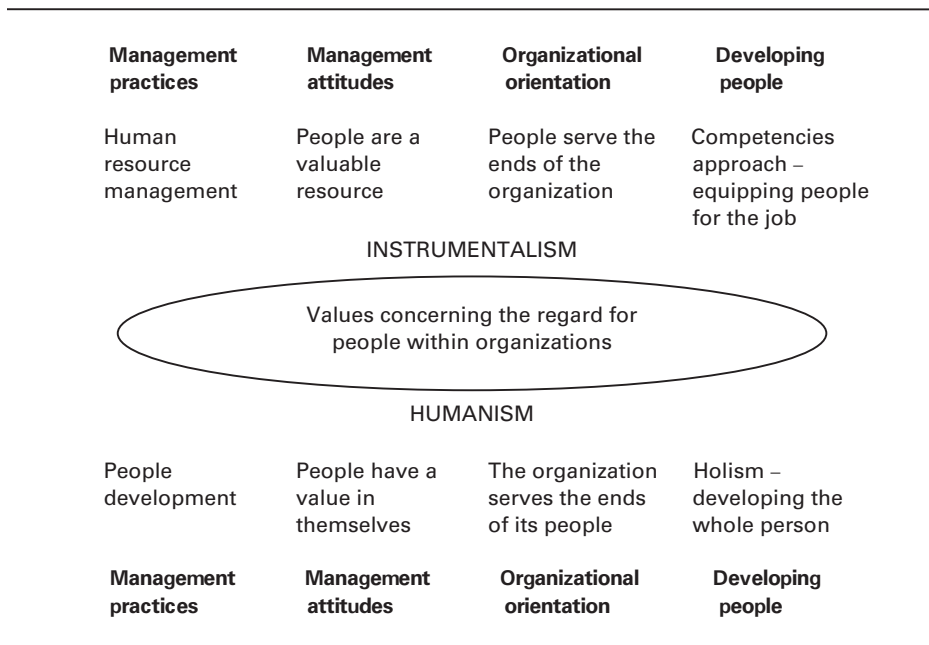 Management practices
Management attitudes
Organizational orientation
Developing people
Human
resource
management
People are a
valuable
resource
People serve the
ends of the
organization
Competencies
approach –
equipping people
for the job
INSTRUMENTALISM
Values concerning the regard for
people within organizations
HUMANISM
People
development
People have a
value in
themselves
The organization
serves the ends
of its people
Holism –
developing the
whole person
Management
practices
Management
attitudes
Organizational
orientation
Developing
people